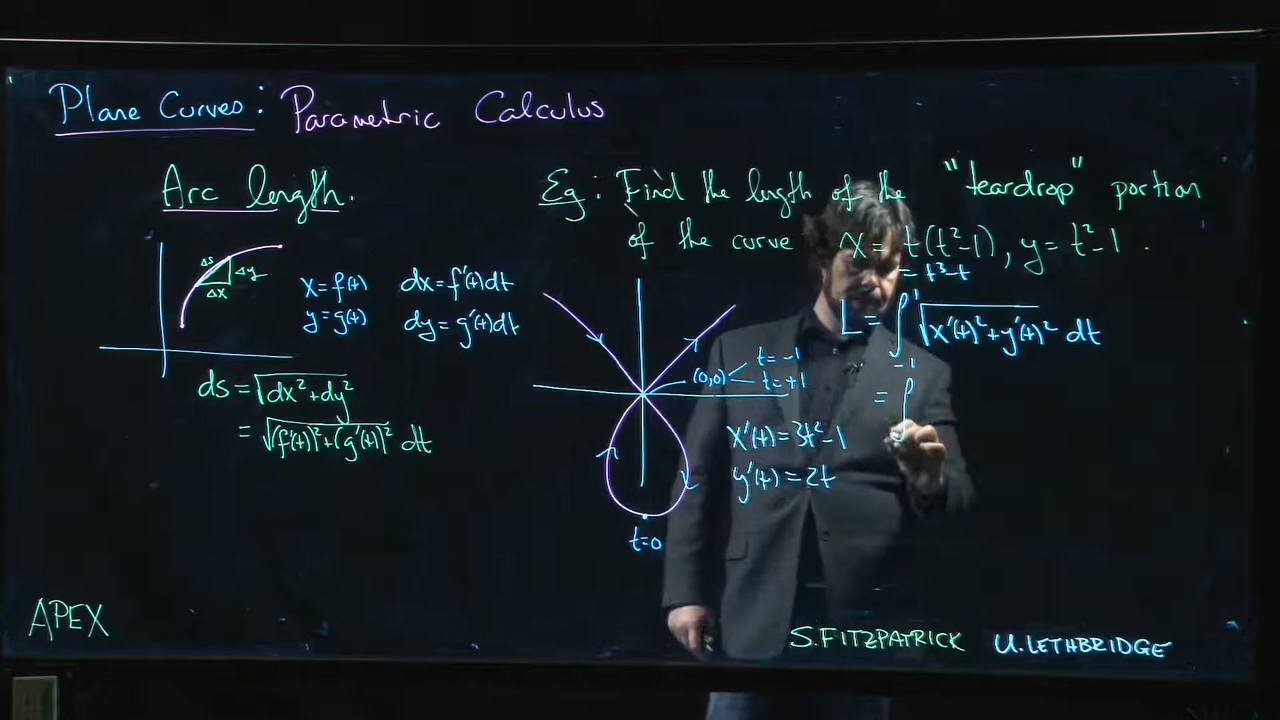 Plane Curves: Parametric Calculus
Arc length.
Δs
Δy
Δx
x = f(t) dx = f'(t)dt
y = g(t) dy = g'(t)dt
ds = √(dx² + dy²)
= √((f'(t))² + (g'(t))²) dt
Eg: Find the length of the "teardrop" portion
of the curve x = t(t²-1), y = t²-1.
= t³-t
L = ∫₋₁¹ √(x'(t)² + y'(t)²) dt
= ∫
(0,0)
t = -1
t = +1
x'(t) = 3t²-1
y'(t) = 2t
t=0
APEX
S.FITZPATRICK U.LETHBRIDGE